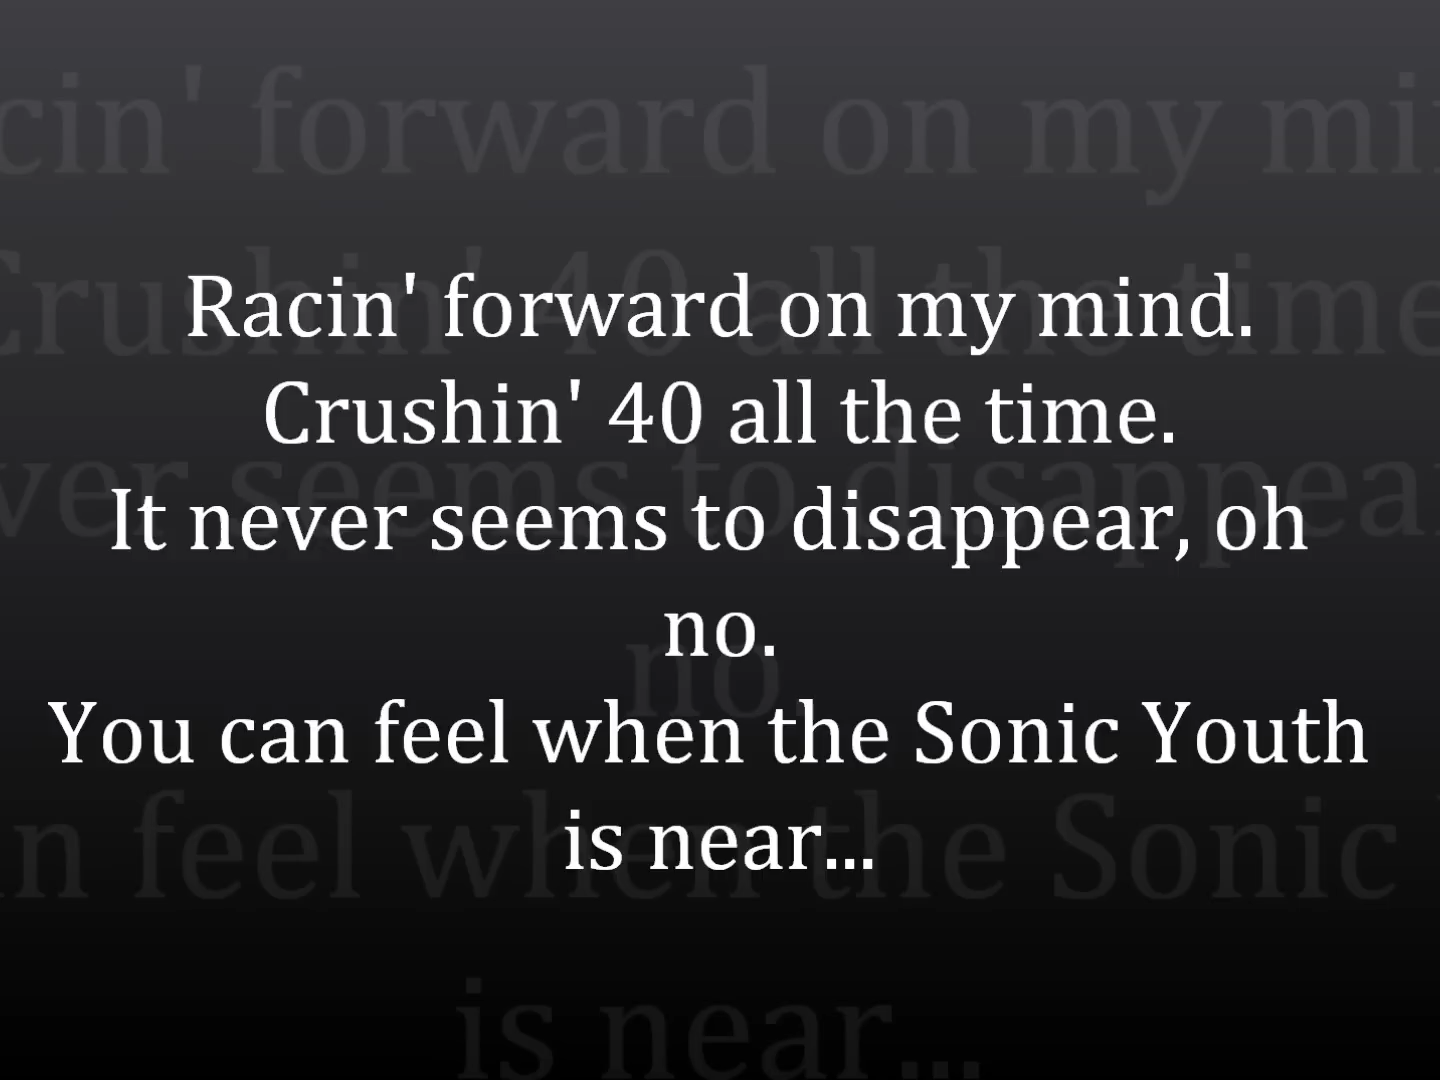 Racin' forward on my mind.
Crushin' 40 all the time.
It never seems to disappear, oh
no.
You can feel when the Sonic Youth
is near...